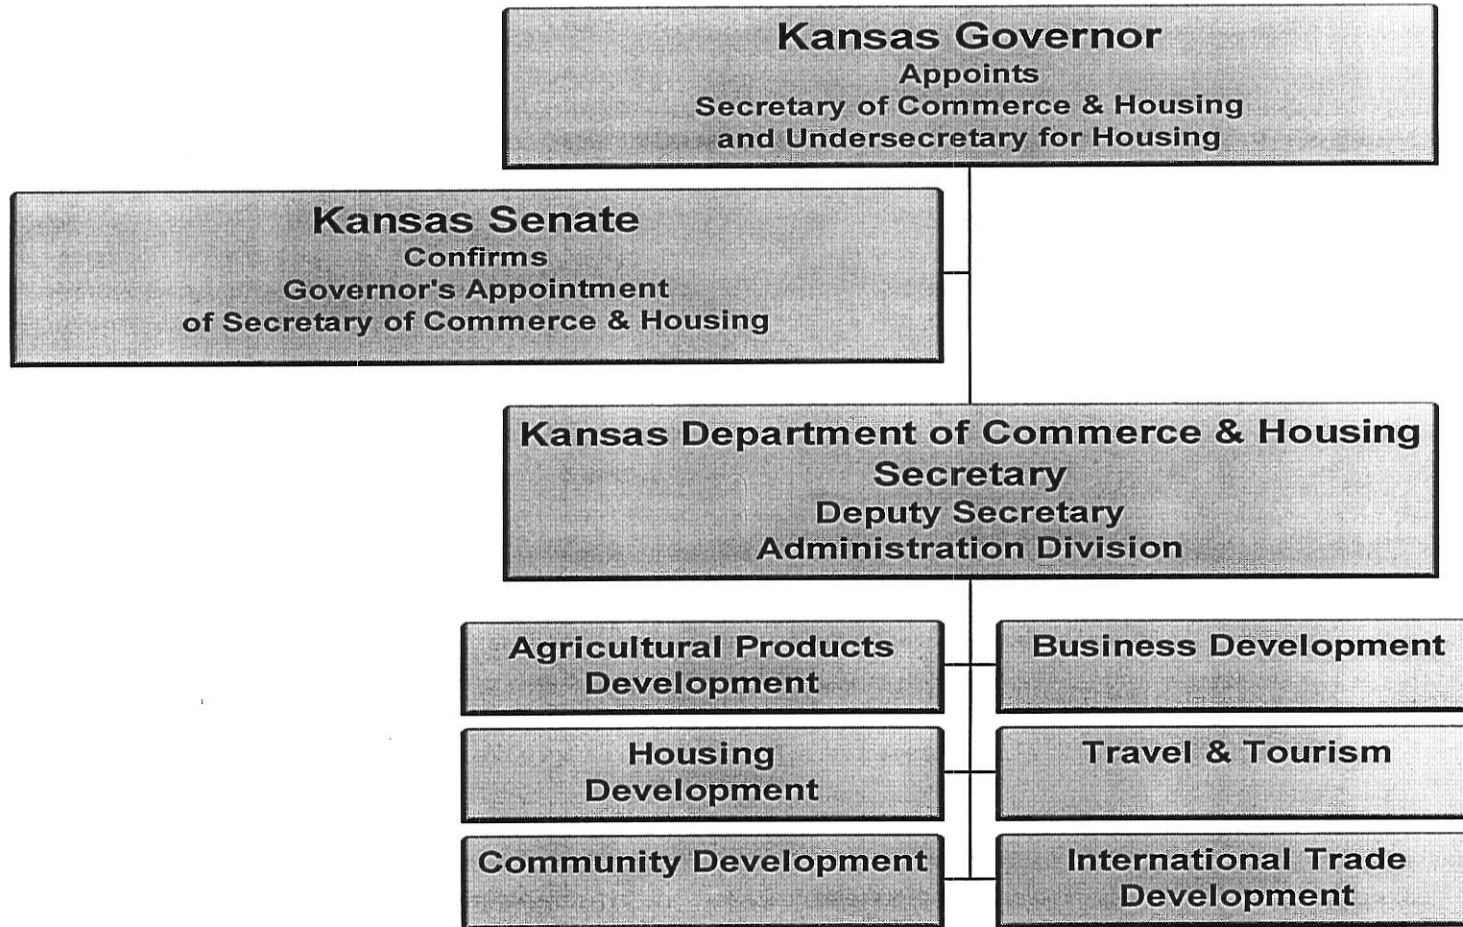 Kansas Governor
Appoints
Secretary of Commerce & Housing
and Undersecretary for Housing
Kansas Senate
Confirms
Governor's Appointment
of Secretary of Commerce & Housing
Kansas Department of Commerce & Housing
Secretary
Deputy Secretary
Administration Division
Agricultural Products
Development
Business Development
Housing
Development
Travel & Tourism
Community Development
International Trade
Development